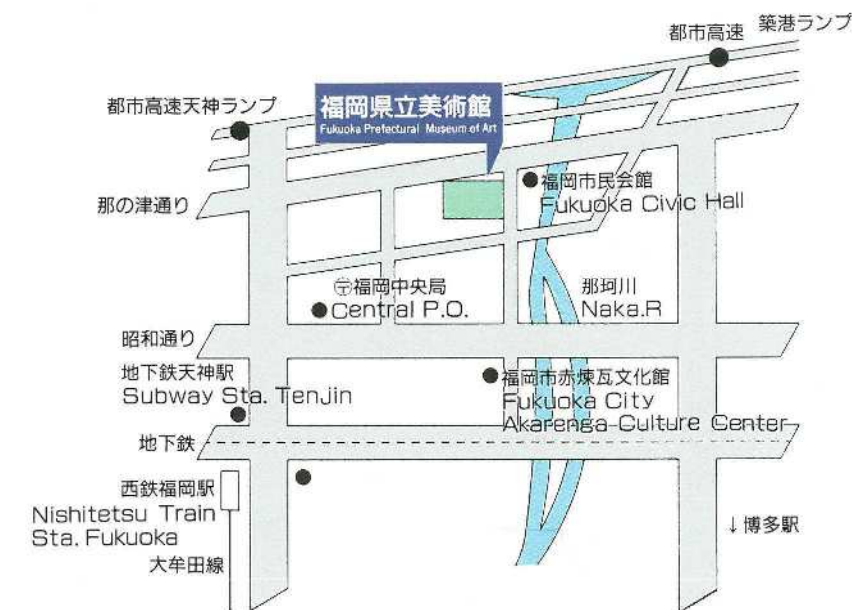 築港ランプ
都市高速
都市高速天神ランプ
福岡県立美術館
Fukuoka Prefectural Museum of Art
那の津通り
福岡市民会館
Fukuoka Civic Hall
〶福岡中央局
Central P.O.
那珂川
Naka.R
昭和通り
地下鉄天神駅
Subway Sta. Tenjin
福岡市赤煉瓦文化館
Fukuoka City
Akarenga Culture Center
地下鉄
西鉄福岡駅
Nishitetsu Train
Sta. Fukuoka
大牟田線
↓博多駅